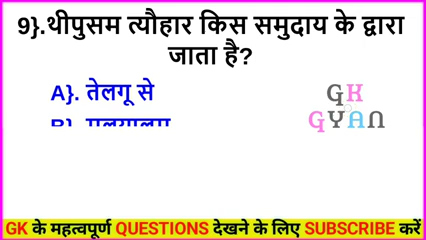 9}.थीपुसम त्यौहार किस समुदाय के द्वारा
जाता है?
A}. तेलगू से
GK
GYAN
GK के महत्वपूर्ण QUESTIONS देखने के लिए SUBSCRIBE करें